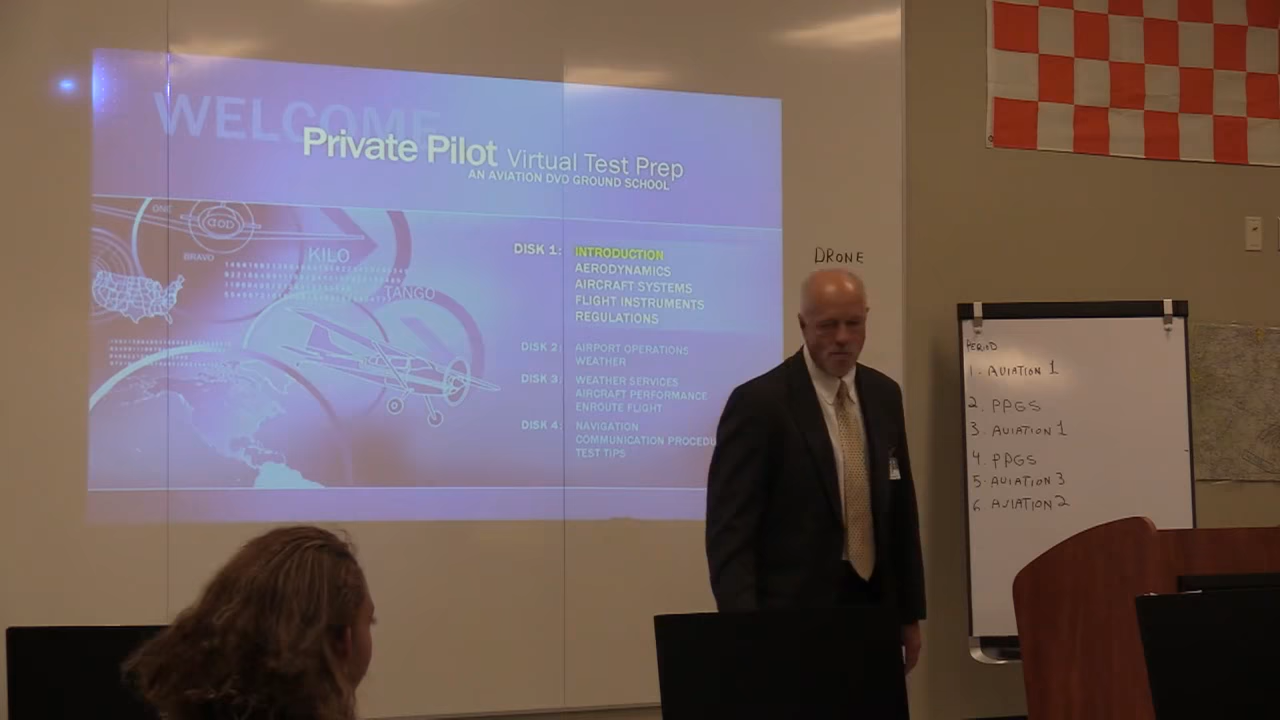 WELCOME
Private Pilot Virtual Test Prep
AN AVIATION DVD GROUND SCHOOL
ONE
BRAVO
KILO
TANGO
DISK 1: INTRODUCTION
AERODYNAMICS
AIRCRAFT SYSTEMS
FLIGHT INSTRUMENTS
REGULATIONS
DISK 2: AIRPORT OPERATIONS
WEATHER
DISK 3: WEATHER SERVICES
AIRCRAFT PERFORMANCE
ENROUTE FLIGHT
DISK 4: NAVIGATION
COMMUNICATION PROCEDU
TEST TIPS
DRONE
PERIOD
1. AVIATION 1
2. PPGS
3. AVIATION 1
4. PPGS
5. AVIATION 3
6. AVIATION 2